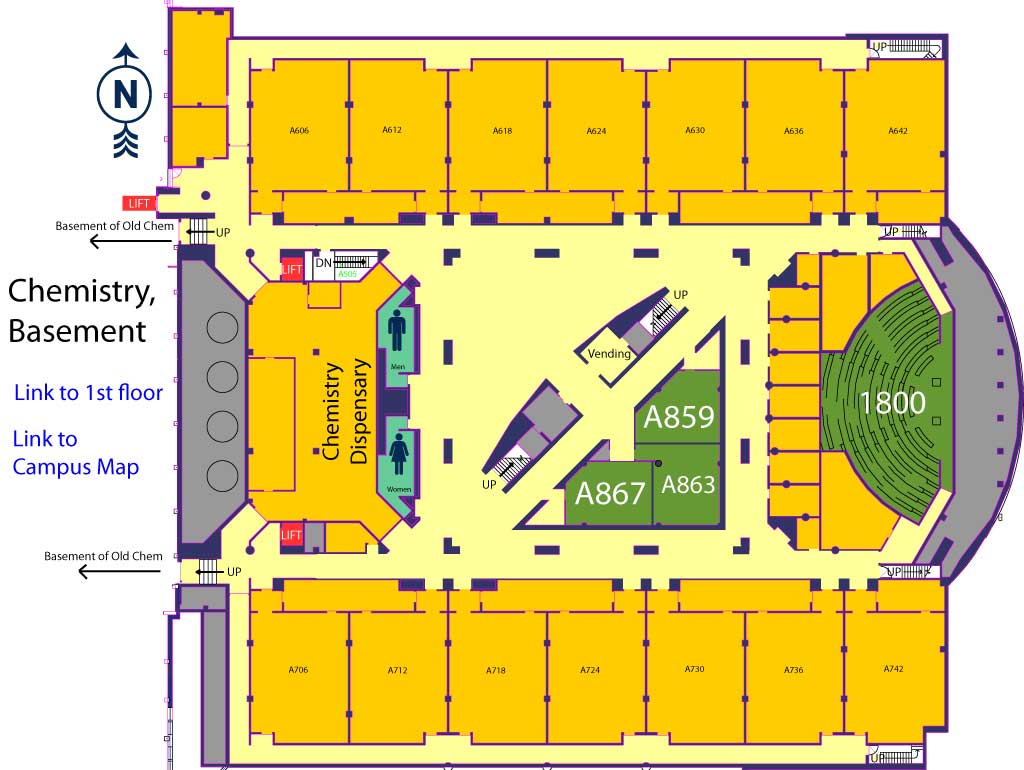 UP
N
A606
A612
A618
A624
A630
A636
A642
LIFT
Basement of Old Chem
UP
UP
LIFT
DN
A505
Chemistry,
Basement
UP
Vending
Men
Chemistry
Dispensary
Link to 1st floor
Link to
Campus Map
A859
1800
Women
UP
A867
A863
LIFT
Basement of Old Chem
UP
UP
A706
A712
A718
A724
A730
A736
A742
UP